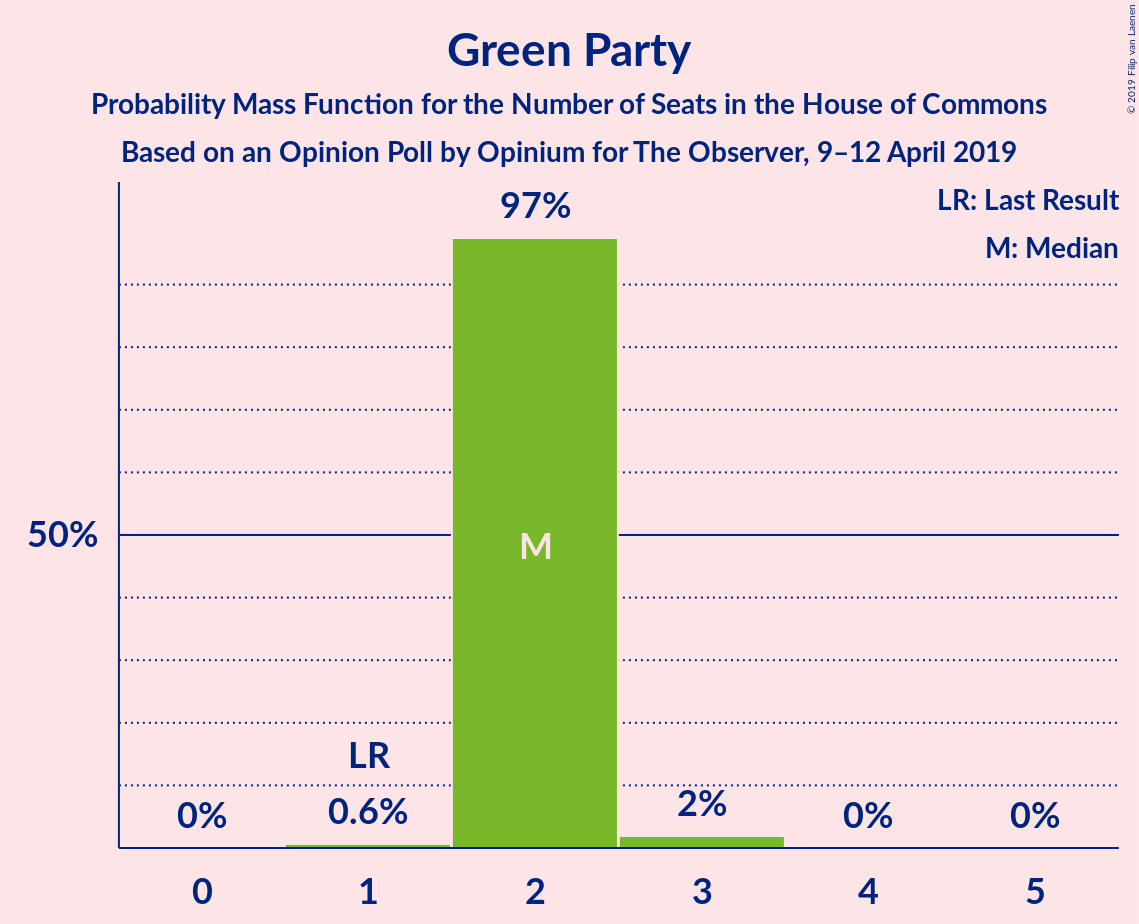 Green Party
Probability Mass Function for the Number of Seats in the House of Commons
Based on an Opinion Poll by Opinium for The Observer, 9–12 April 2019
© 2019 Filip van Laenen
LR: Last Result
M: Median
97%
50%
M
LR
0%
0.6%
2%
0%
0%
0
1
2
3
4
5